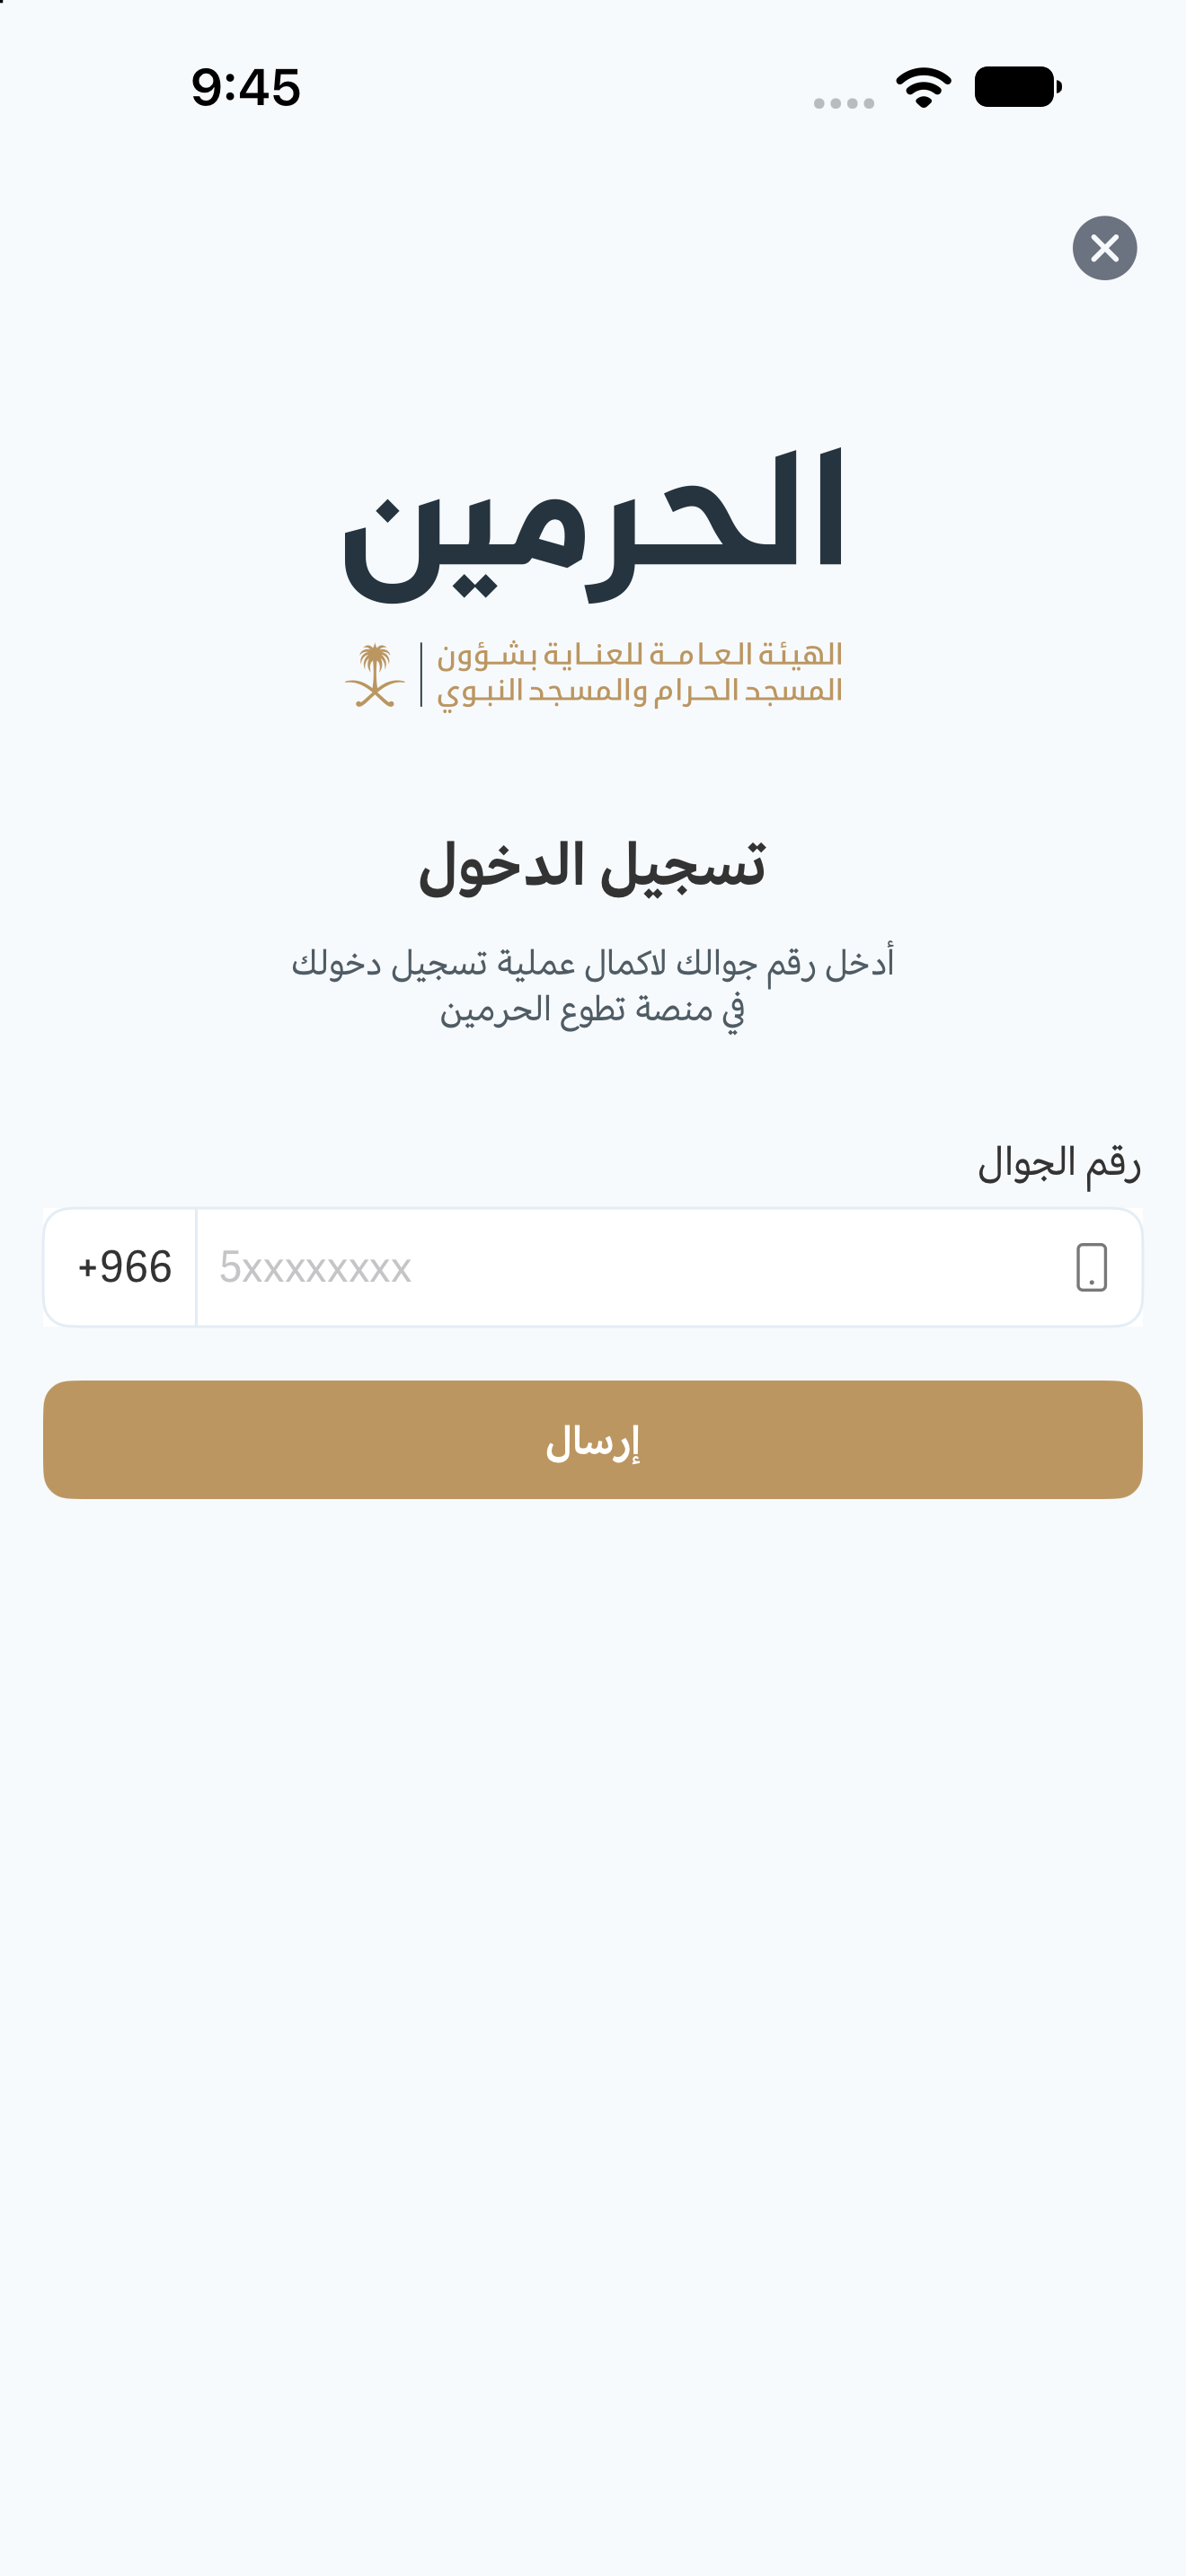 9:45
الحرمين
الهيئة العامة للعناية بشؤون
المسجد الحرام والمسجد النبوي
تسجيل الدخول
أدخل رقم جوالك لاكمال عملية تسجيل دخولك
في منصة تطوع الحرمين
رقم الجوال
+966 5xxxxxxxx
إرسال